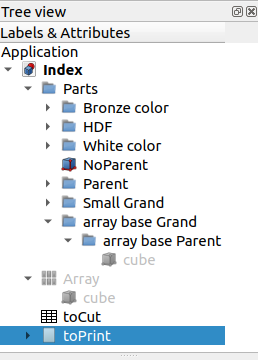 Tree view
Labels & Attributes
Application
Index
Parts
Bronze color
HDF
White color
NoParent
Parent
Small Grand
array base Grand
array base Parent
cube
Array
cube
toCut
toPrint